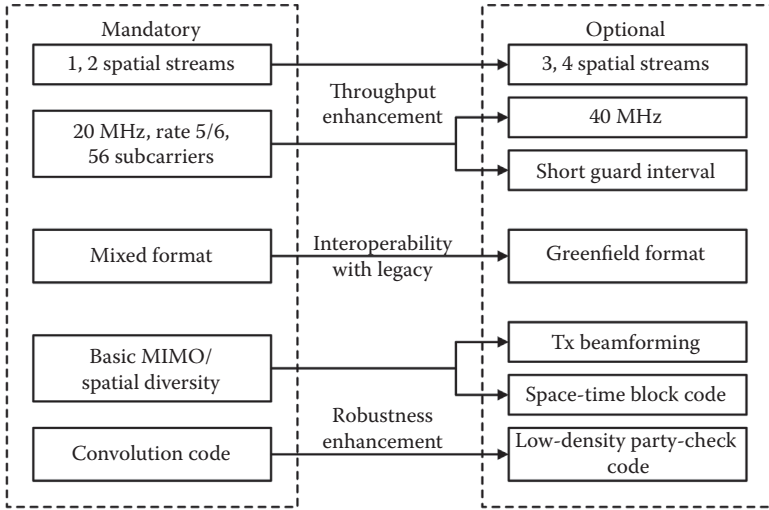 Mandatory
Optional
1, 2 spatial streams
3, 4 spatial streams
Throughput
enhancement
20 MHz, rate 5/6,
56 subcarriers
40 MHz
Short guard interval
Mixed format
Interoperability
with legacy
Greenfield format
Basic MIMO/
spatial diversity
Tx beamforming
Space-time block code
Robustness
enhancement
Convolution code
Low-density party-check
code